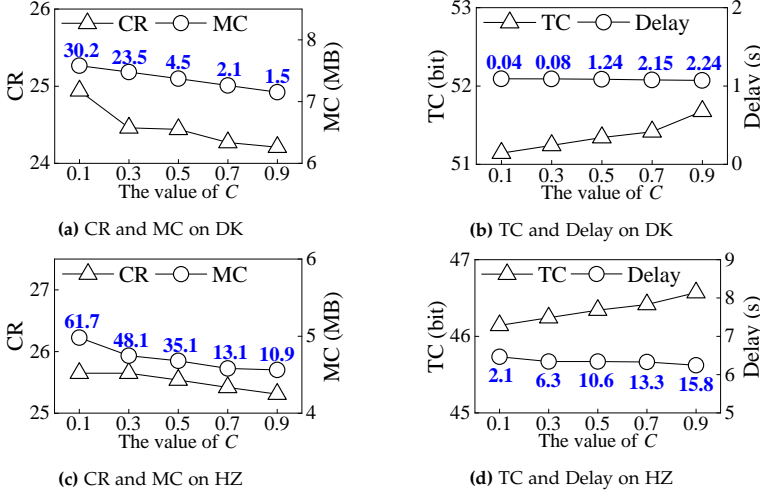 CR MC
26
25
24
CR
30.2 23.5 4.5 2.1 1.5
8
7
6
MC (MB)
0.1 0.3 0.5 0.7 0.9
The value of C
(a) CR and MC on DK
TC Delay
53
52
51
TC (bit)
0.04 0.08 1.24 2.15 2.24
2
1
0
Delay (s)
0.1 0.3 0.5 0.7 0.9
The value of C
(b) TC and Delay on DK
CR MC
27
26
25
CR
61.7 48.1 35.1 13.1 10.9
6
5
4
MC (MB)
0.1 0.3 0.5 0.7 0.9
The value of C
(c) CR and MC on HZ
TC Delay
47
46
45
TC (bit)
2.1 6.3 10.6 13.3 15.8
9
8
7
6
5
Delay (s)
0.1 0.3 0.5 0.7 0.9
The value of C
(d) TC and Delay on HZ